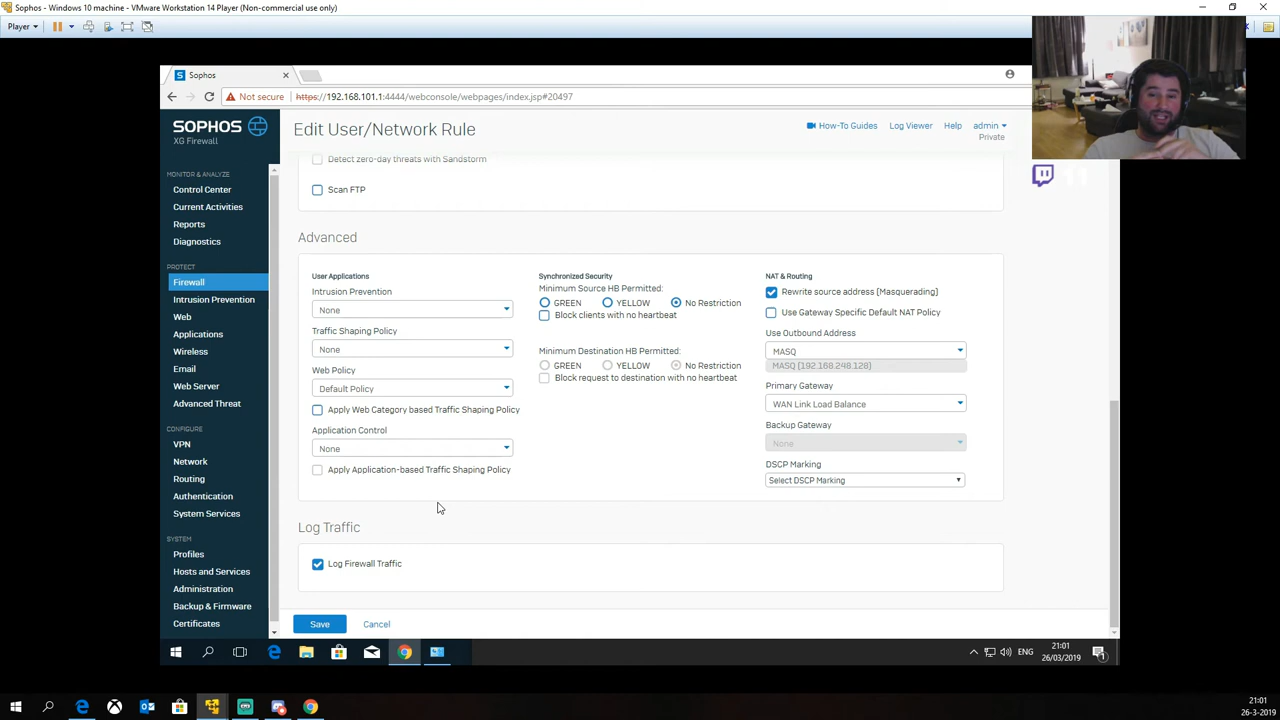 Sophos - Windows 10 machine - VMware Workstation 14 Player (Non-commercial use only)
Player
Sophos
Not secure
https://192.168.101.1:4444/webconsole/webpages/index.jsp#20497
SOPHOS
XG Firewall
Edit User/Network Rule
How-To Guides
Log Viewer
Help
admin
Private
MONITOR & ANALYZE
Control Center
Current Activities
Reports
Diagnostics
PROTECT
Firewall
Intrusion Prevention
Web
Applications
Wireless
Email
Web Server
Advanced Threat
CONFIGURE
VPN
Network
Routing
Authentication
System Services
SYSTEM
Profiles
Hosts and Services
Administration
Backup & Firmware
Certificates
Detect zero-day threats with Sandstorm
Scan FTP
Advanced
User Applications
Intrusion Prevention
None
Traffic Shaping Policy
None
Web Policy
Default Policy
Apply Web Category based Traffic Shaping Policy
Application Control
None
Apply Application-based Traffic Shaping Policy
Synchronized Security
Minimum Source HB Permitted:
GREEN YELLOW No Restriction
Block clients with no heartbeat
Minimum Destination HB Permitted:
GREEN YELLOW No Restriction
Block request to destination with no heartbeat
NAT & Routing
Rewrite source address (Masquerading)
Use Gateway Specific Default NAT Policy
Use Outbound Address
MASQ
MASQ (192.168.248.128)
Primary Gateway
WAN Link Load Balance
Backup Gateway
None
DSCP Marking
Select DSCP Marking
Log Traffic
Log Firewall Traffic
Save
Cancel
ENG
21:01
26/03/2019
21:01
26-3-2019